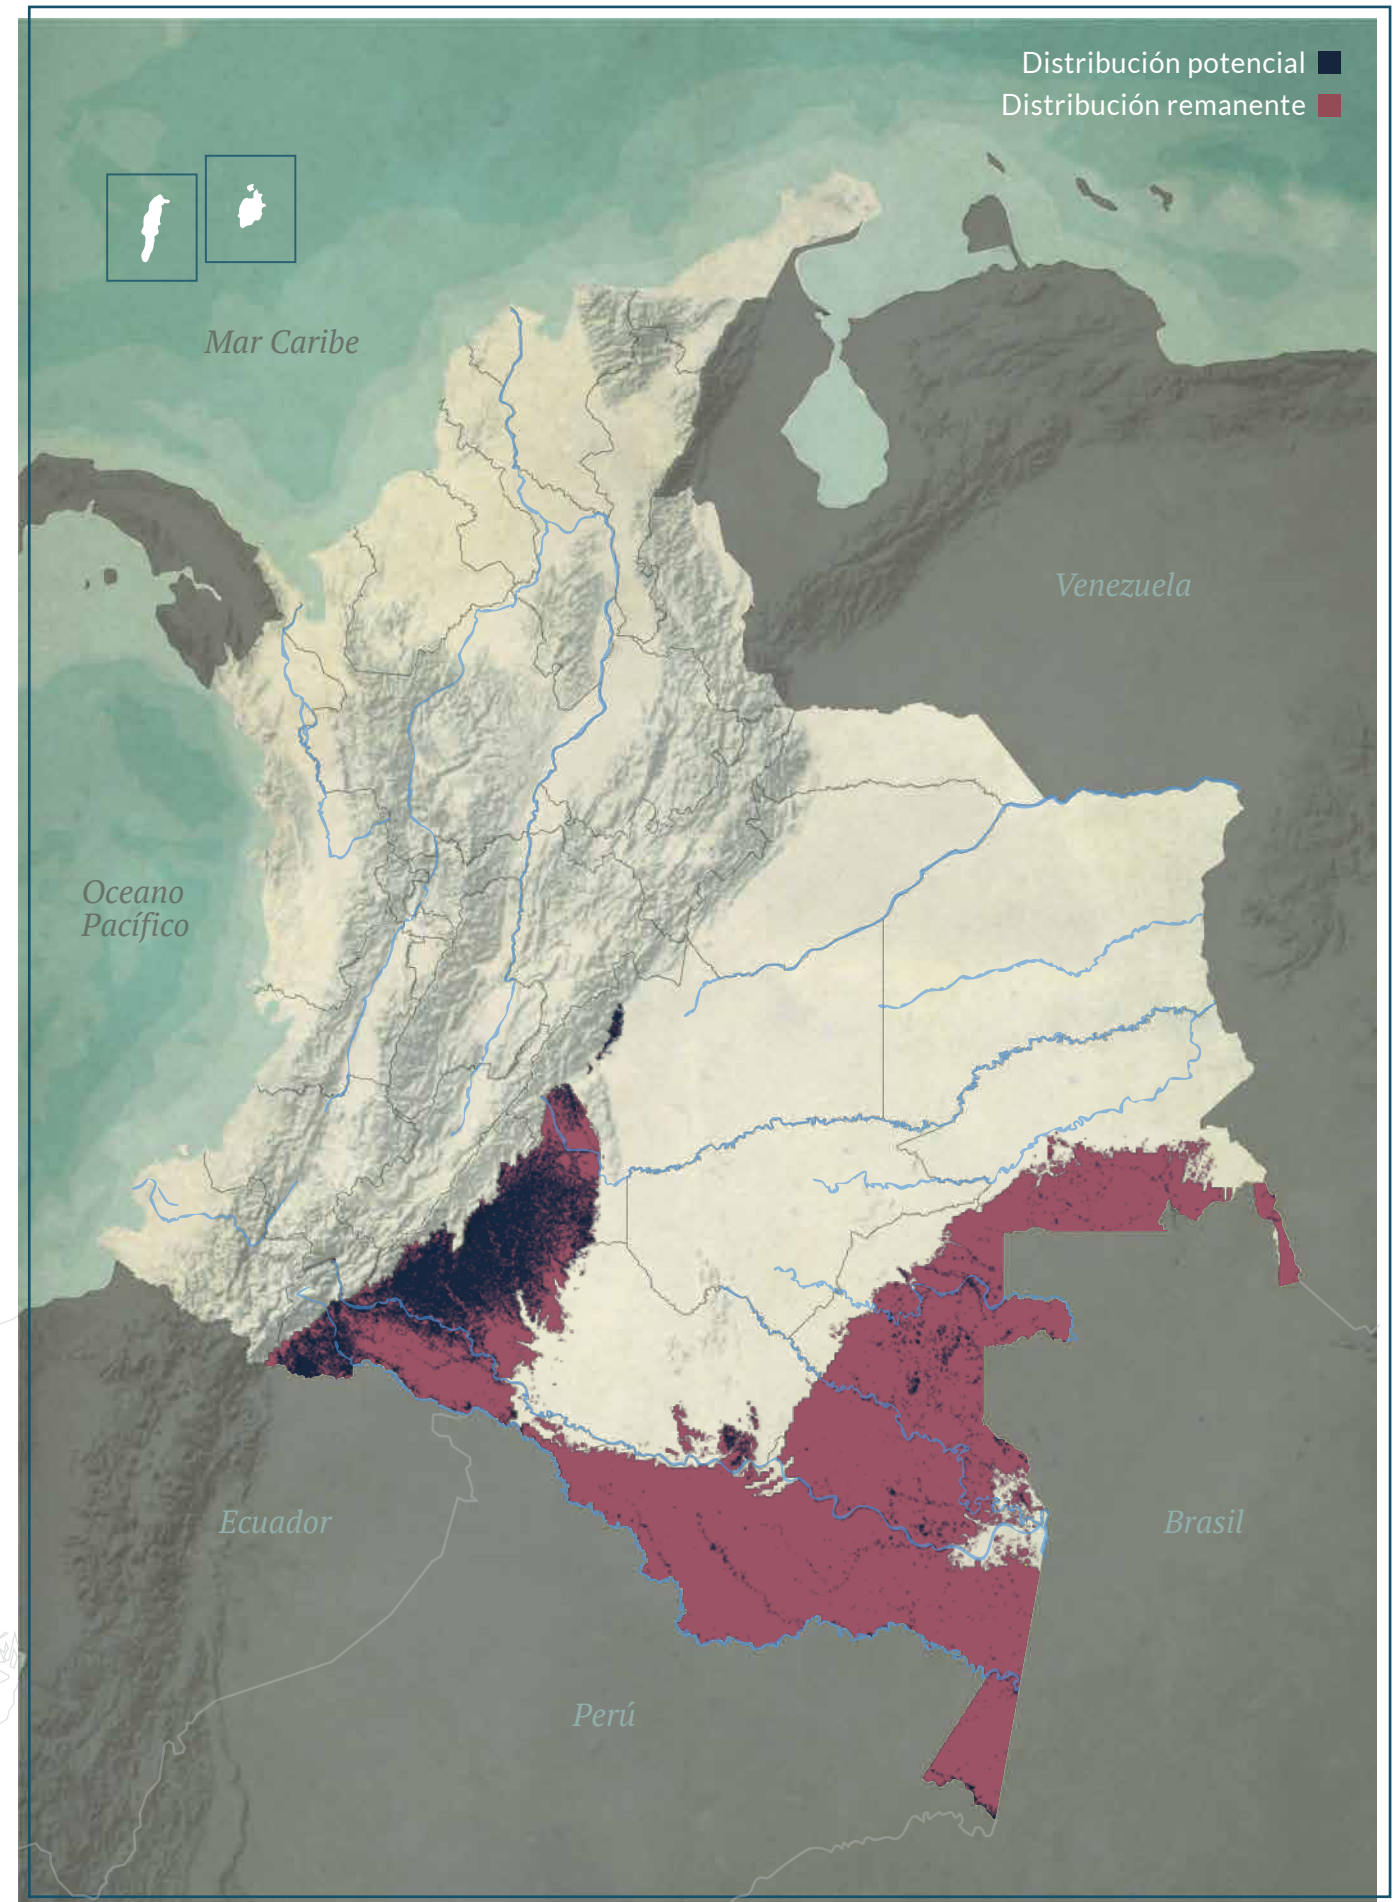 Distribución potencial
Distribución remanente
Mar Caribe
Venezuela
Oceano
Pacífico
Ecuador
Brasil
Perú